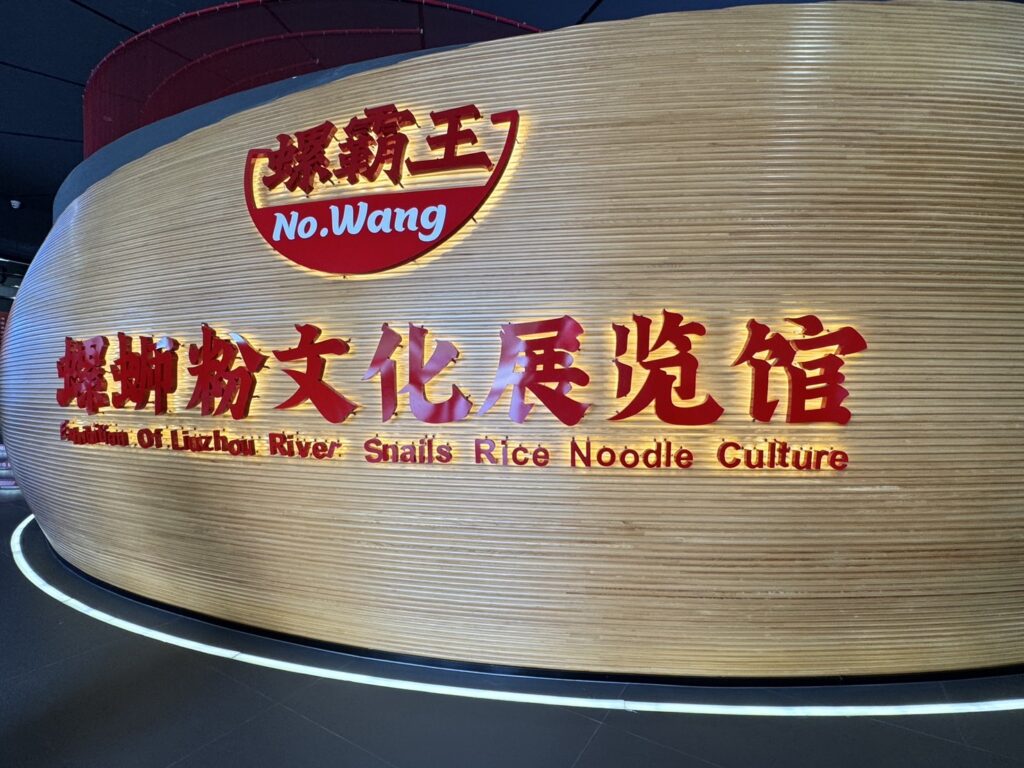 螺霸王
No.Wang
螺蛳粉文化展览馆
Exhibition Of Liuzhou River Snails Rice Noodle Culture